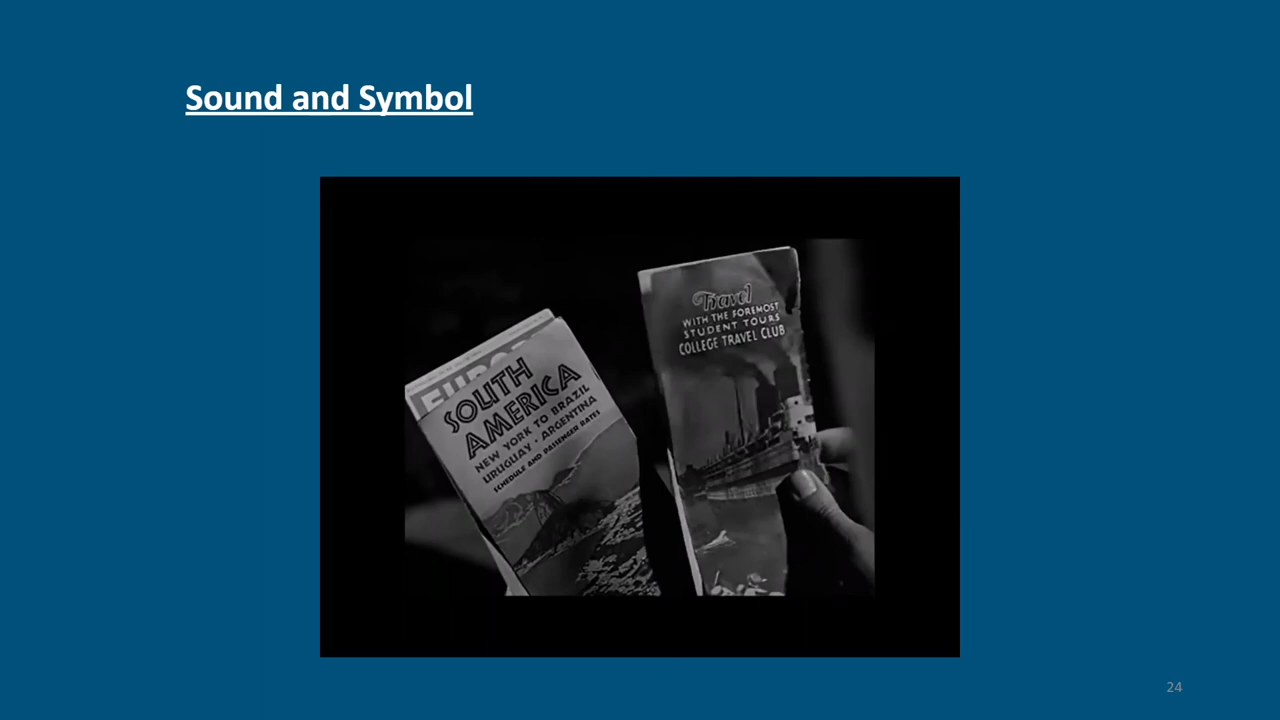 Sound and Symbol
SOUTH
AMERICA
NEW YORK TO BRAZIL
URUGUAY · ARGENTINA
SCHEDULE AND PASSENGER RATES
Travel
WITH THE FOREMOST
STUDENT TOURS
COLLEGE TRAVEL CLUB
24